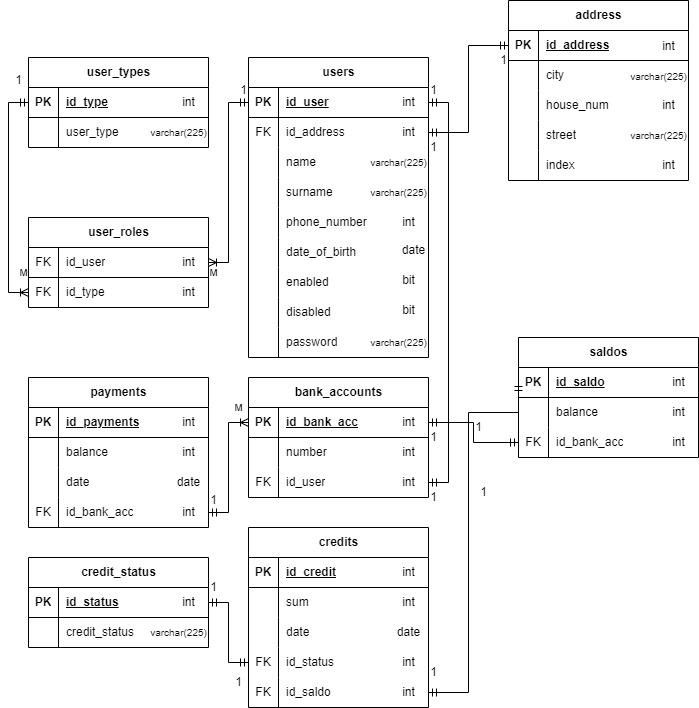 address
PK id_address int
city varchar(225)
house_num int
street varchar(225)
index int
1
user_types
PK id_type int
user_type varchar(225)
1
users
PK id_user int
FK id_address int
name varchar(225)
surname varchar(225)
phone_number int
date_of_birth date
enabled bit
disabled bit
password varchar(225)
1
1
1
user_roles
FK id_user int
FK id_type int
M
M
saldos
PK id_saldo int
balance int
FK id_bank_acc int
1
payments
PK id_payments int
balance int
date date
FK id_bank_acc int
1
M
bank_accounts
PK id_bank_acc int
number int
FK id_user int
1
1
1
credit_status
PK id_status int
credit_status varchar(225)
1
credits
PK id_credit int
sum int
date date
FK id_status int
FK id_saldo int
1
1